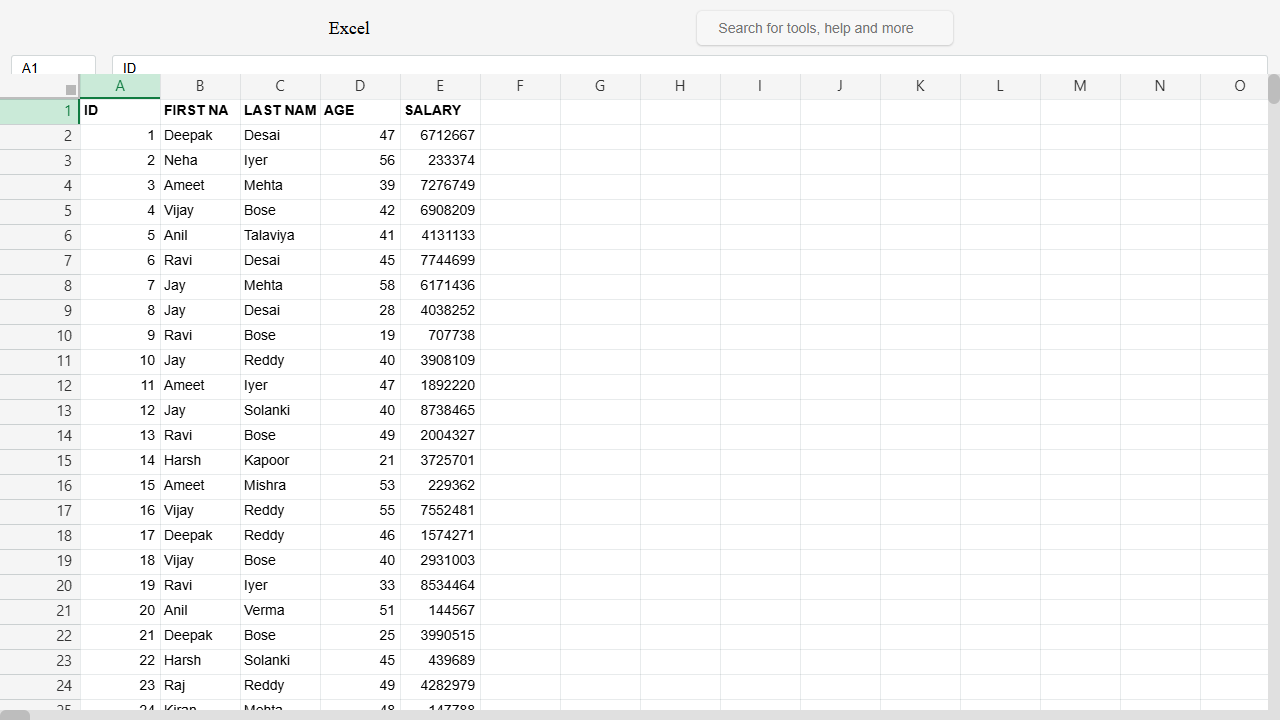 Excel
Search for tools, help and more
A1 ID
A B C D E F G H I J K L M N O
1 ID FIRST NA LAST NAM AGE SALARY
2 1 Deepak Desai 47 6712667
3 2 Neha Iyer 56 233374
4 3 Ameet Mehta 39 7276749
5 4 Vijay Bose 42 6908209
6 5 Anil Talaviya 41 4131133
7 6 Ravi Desai 45 7744699
8 7 Jay Mehta 58 6171436
9 8 Jay Desai 28 4038252
10 9 Ravi Bose 19 707738
11 10 Jay Reddy 40 3908109
12 11 Ameet Iyer 47 1892220
13 12 Jay Solanki 40 8738465
14 13 Ravi Bose 49 2004327
15 14 Harsh Kapoor 21 3725701
16 15 Ameet Mishra 53 229362
17 16 Vijay Reddy 55 7552481
18 17 Deepak Reddy 46 1574271
19 18 Vijay Bose 40 2931003
20 19 Ravi Iyer 33 8534464
21 20 Anil Verma 51 144567
22 21 Deepak Bose 25 3990515
23 22 Harsh Solanki 45 439689
24 23 Raj Reddy 49 4282979
25 24 Kiran Mehta 48 147788